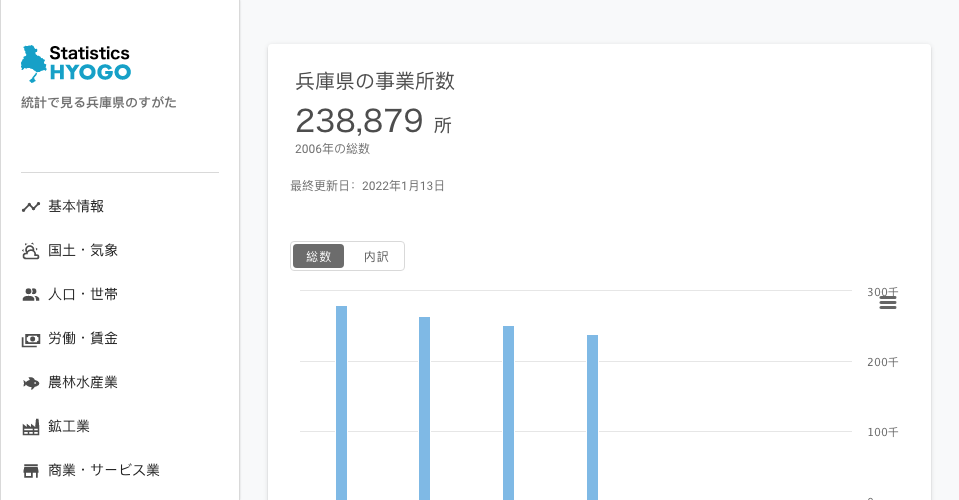 Statistics
HYOGO
統計で見る兵庫県のすがた
基本情報
国土・気象
人口・世帯
労働・賃金
農林水産業
鉱工業
商業・サービス業
兵庫県の事業所数
238,879 所
2006年の総数
最終更新日：2022年1月13日
総数 内訳
300千
200千
100千